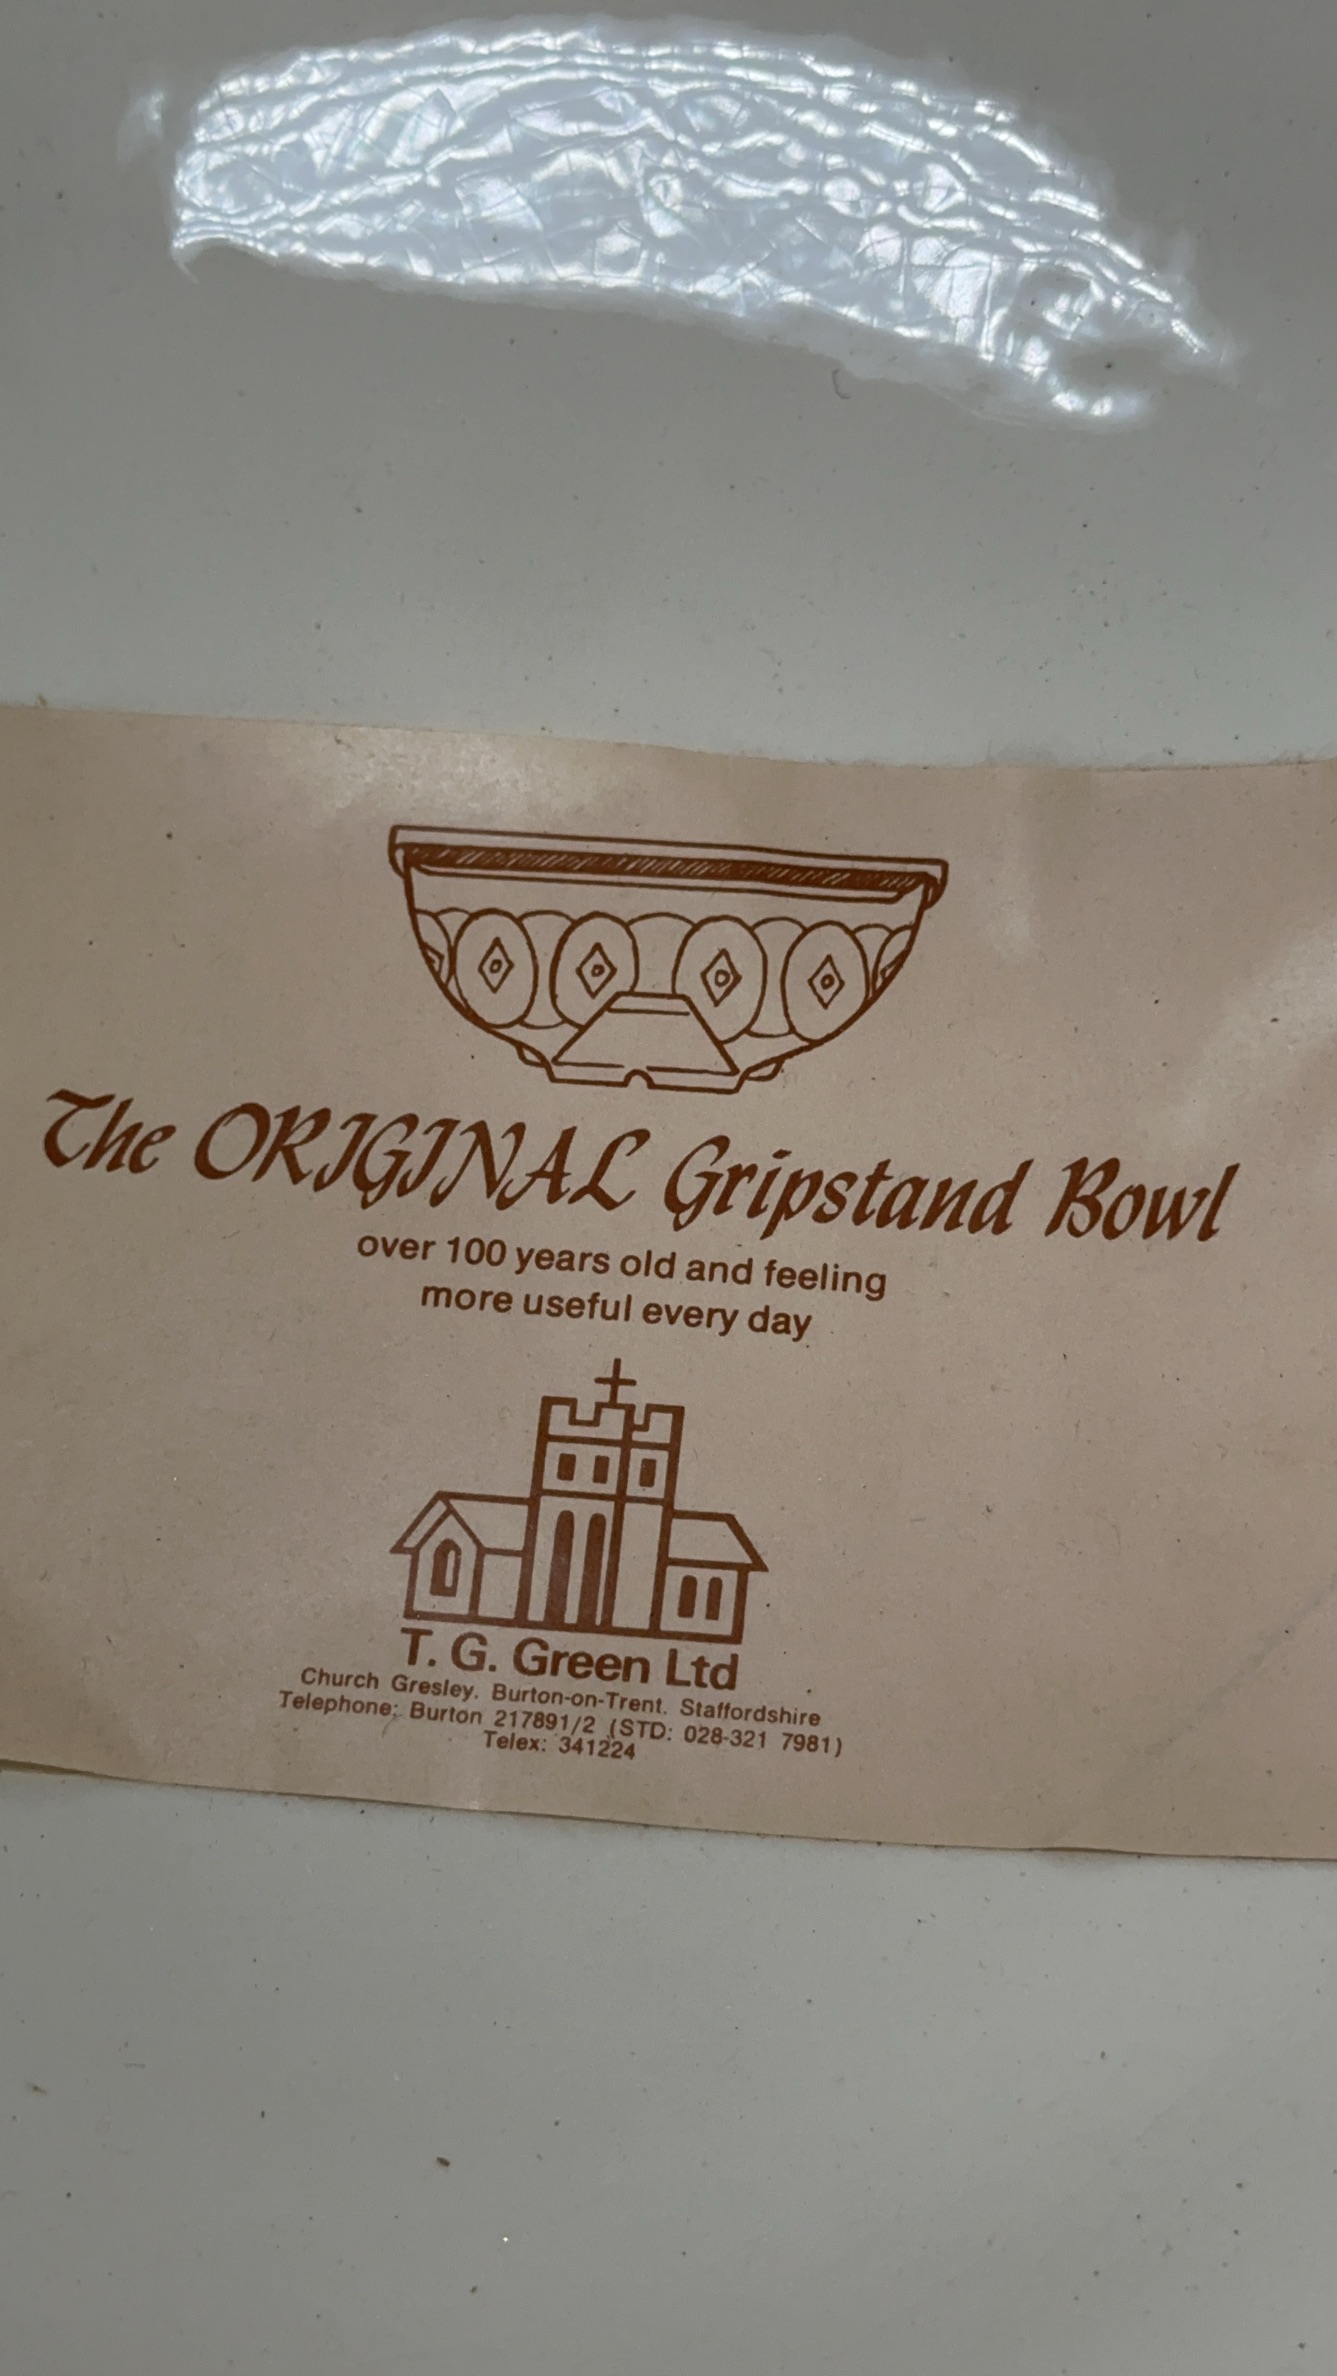 The ORIGINAL Gripstand Bowl
over 100 years old and feeling
more useful every day
T. G. Green Ltd
Church Gresley, Burton-on-Trent, Staffordshire
Telephone: Burton 217891/2 (STD: 028-321 7981)
Telex: 341224